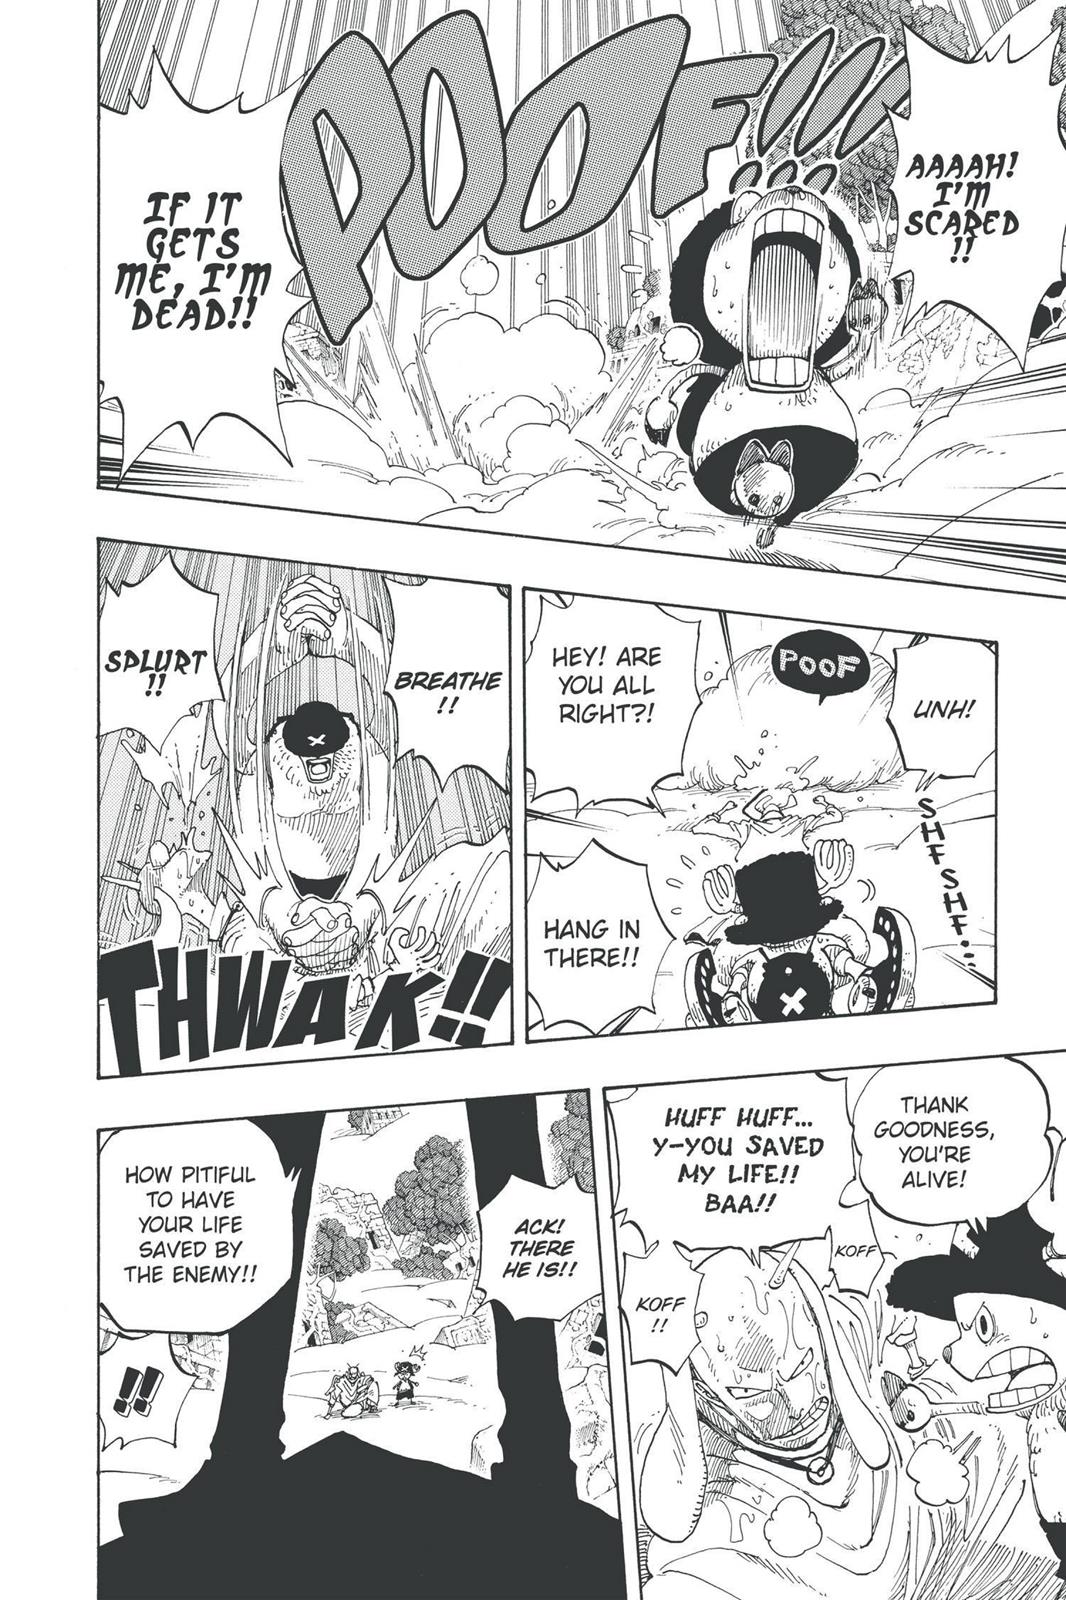 AAAAH!
I'M
SCARED
!!
POOF!!!
!!!
IF IT
GETS
ME, I'M
DEAD!!
UNH!
POOF
HEY! ARE
YOU ALL
RIGHT?!
SHFSHF...
HANG IN
THERE!!
BREATHE
!!
SPLURT
!!
THWAK!!
THANK
GOODNESS,
YOU'RE
ALIVE!
HUFF HUFF...
Y-YOU SAVED
MY LIFE!!
BAA!!
KOFF
KOFF
!!
ACK!
THERE
HE IS!!
HOW PITIFUL
TO HAVE
YOUR LIFE
SAVED BY
THE ENEMY!!
!!